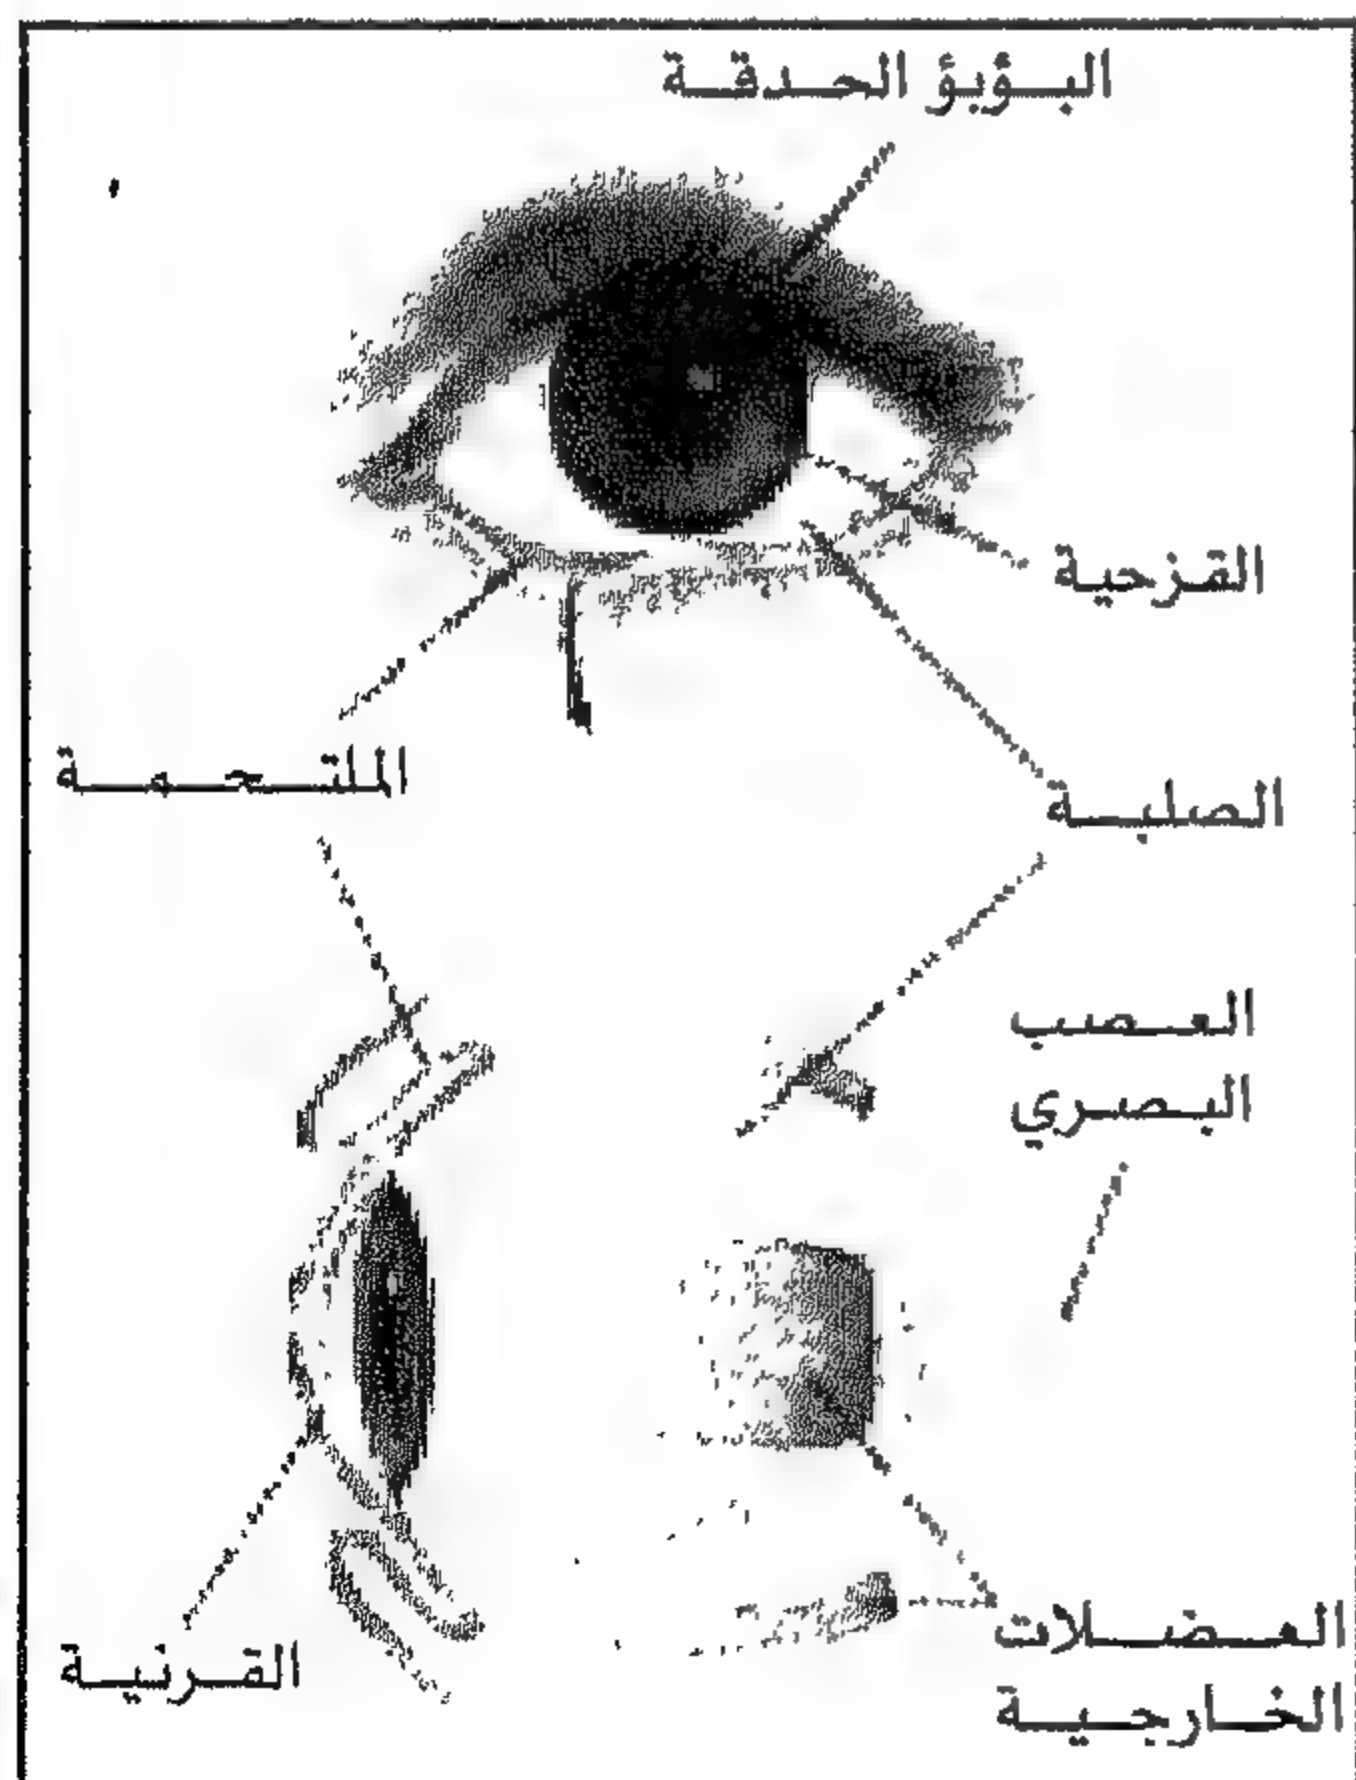 البؤبؤ الحدقة
القزحية
الملتحمة
الصلبة
العصب
البصري
القرنية
العضلات
الخارجية